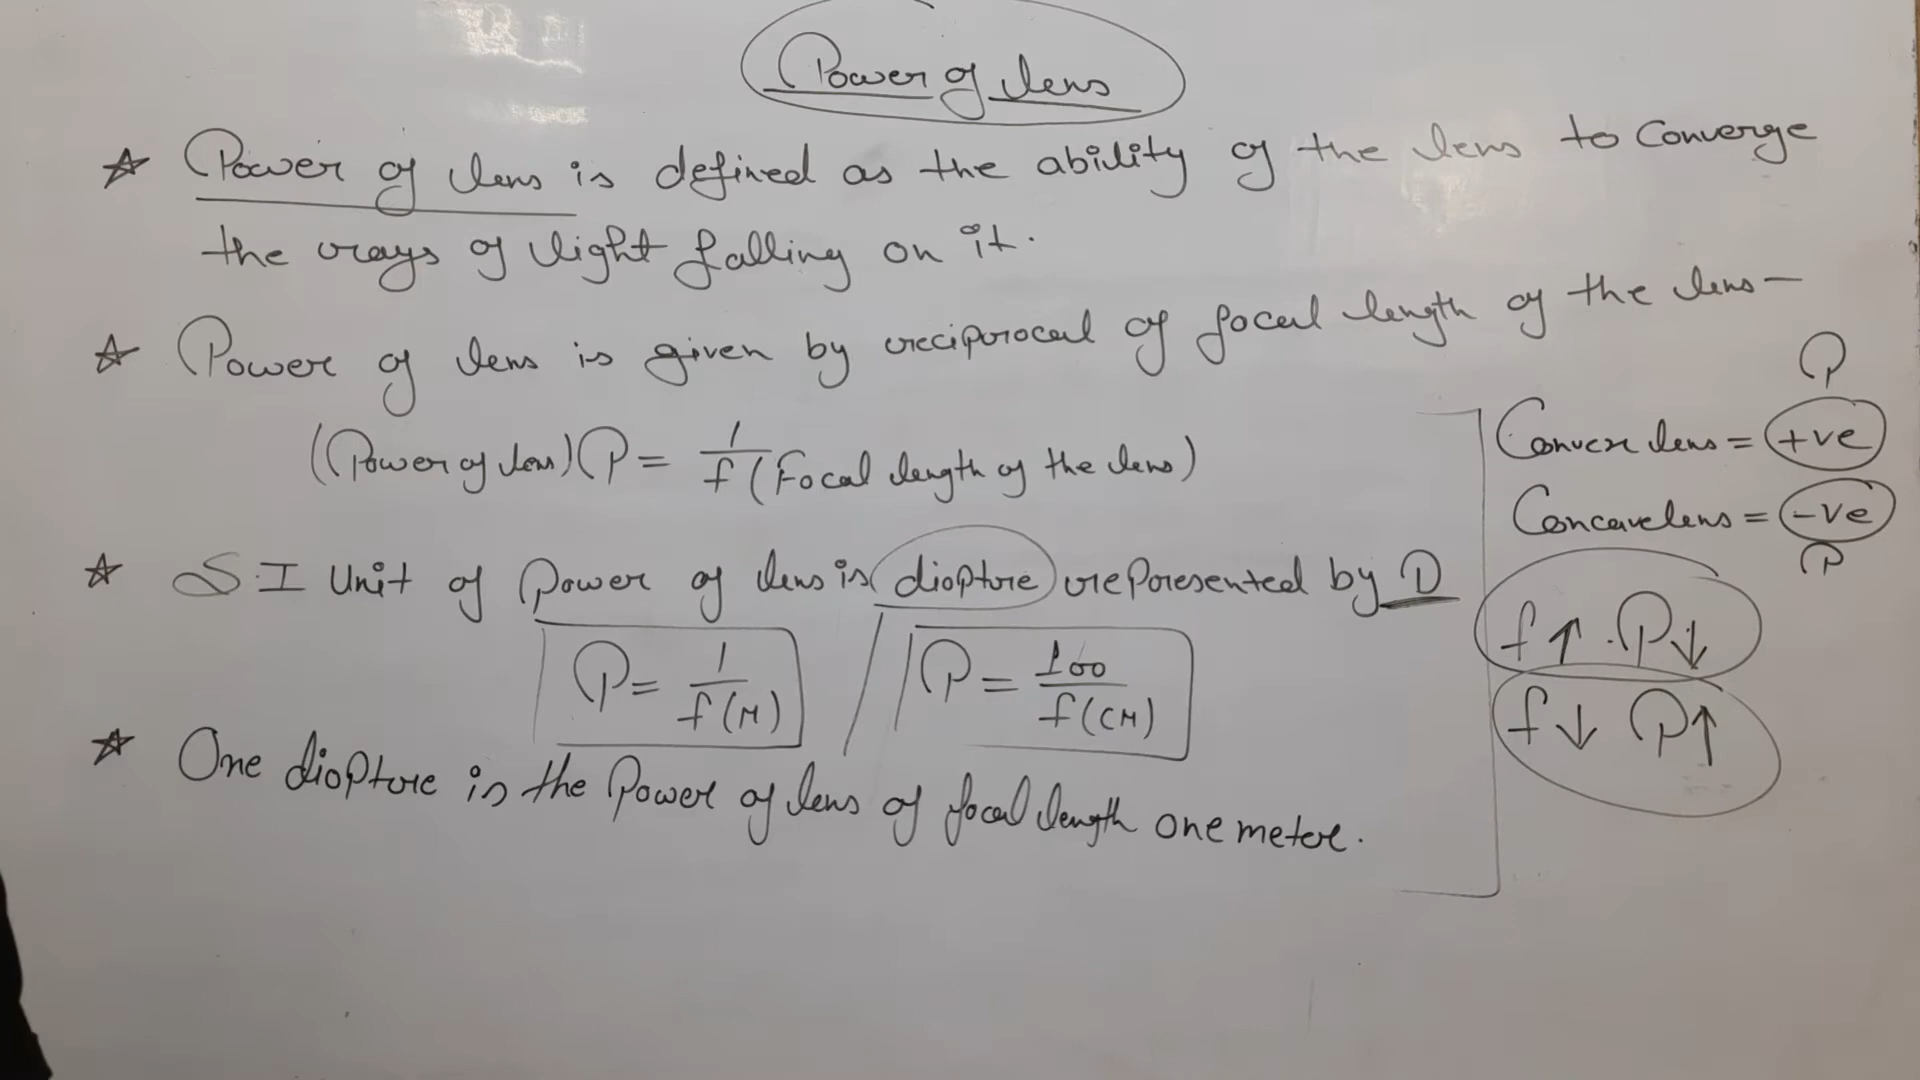 Power of lens
☆ Power of lens is defined as the ability of the lens to converge
the rays of light falling on it.
☆ Power of lens is given by reciprocal of focal length of the lens—
(Power of lens) P = 1/f (Focal length of the lens)
☆ S.I Unit of power of lens is dioptre represented by D
P = 1/f(M) / P = 100/f(CM)
☆ One dioptre is the Power of lens of focal length one meter.
P
Convex lens = +ve
Concave lens = -ve
P
f↑ . P↓
f↓ P↑